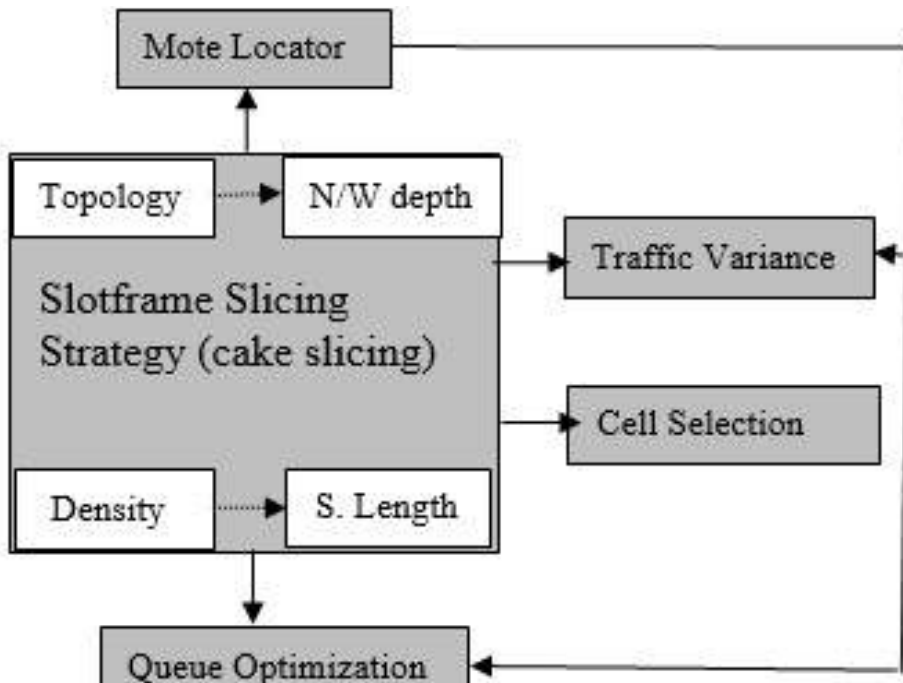 Mote Locator
Topology
N/W depth
Traffic Variance
Slotframe Slicing
Strategy (cake slicing)
Cell Selection
Density
S. Length
Queue Optimization